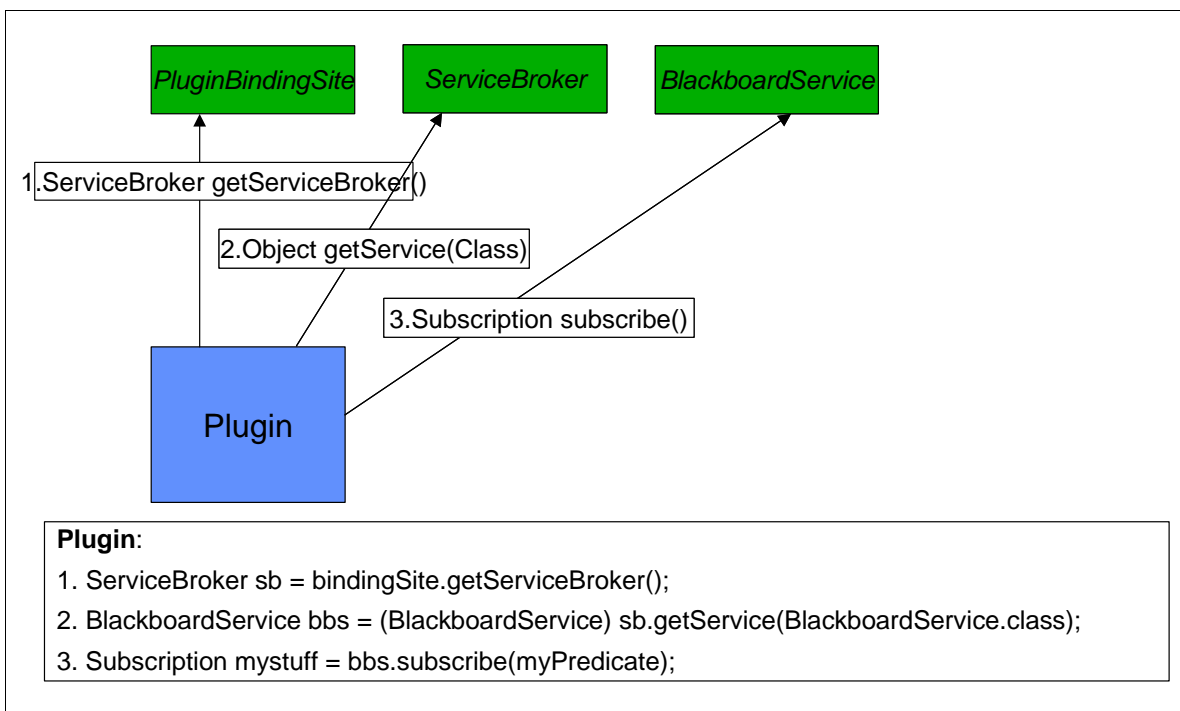 PluginBindingSite
ServiceBroker
BlackboardService
1.ServiceBroker getServiceBroker()
2.Object getService(Class)
3.Subscription subscribe()
Plugin
Plugin:
1. ServiceBroker sb = bindingSite.getServiceBroker();
2. BlackboardService bbs = (BlackboardService) sb.getService(BlackboardService.class);
3. Subscription mystuff = bbs.subscribe(myPredicate);